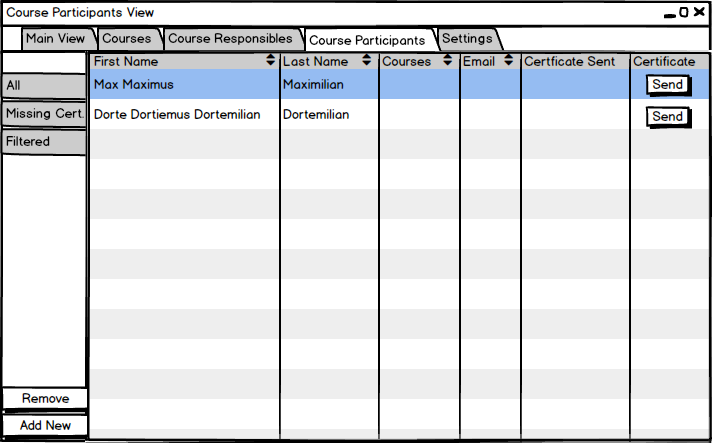 Course Participants View
Main View Courses Course Responsibles Course Participants Settings
First Name Last Name Courses Email Certficate Sent Certificate
All
Max Maximus Maximilian Send
Missing Cert.
Dorte Dortiemus Dortemilian Dortemilian Send
Filtered
Remove
Add New